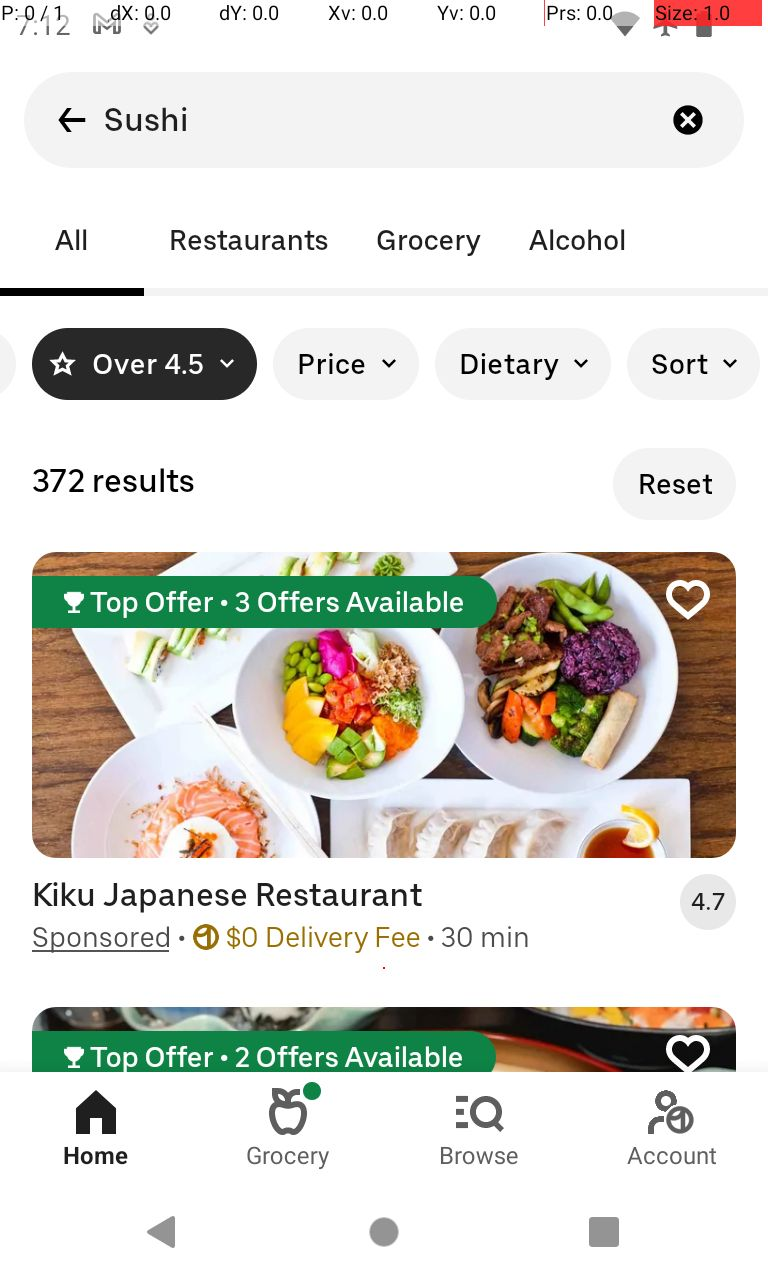 P: 0 / 1 dX: 0.0 dY: 0.0 Xv: 0.0 Yv: 0.0 Prs: 0.0 Size: 1.0
7:12
Sushi
All Restaurants Grocery Alcohol
Over 4.5 Price Dietary Sort
372 results Reset
Top Offer • 3 Offers Available
Kiku Japanese Restaurant 4.7
Sponsored • $0 Delivery Fee • 30 min
Top Offer • 2 Offers Available
Home Grocery Browse Account